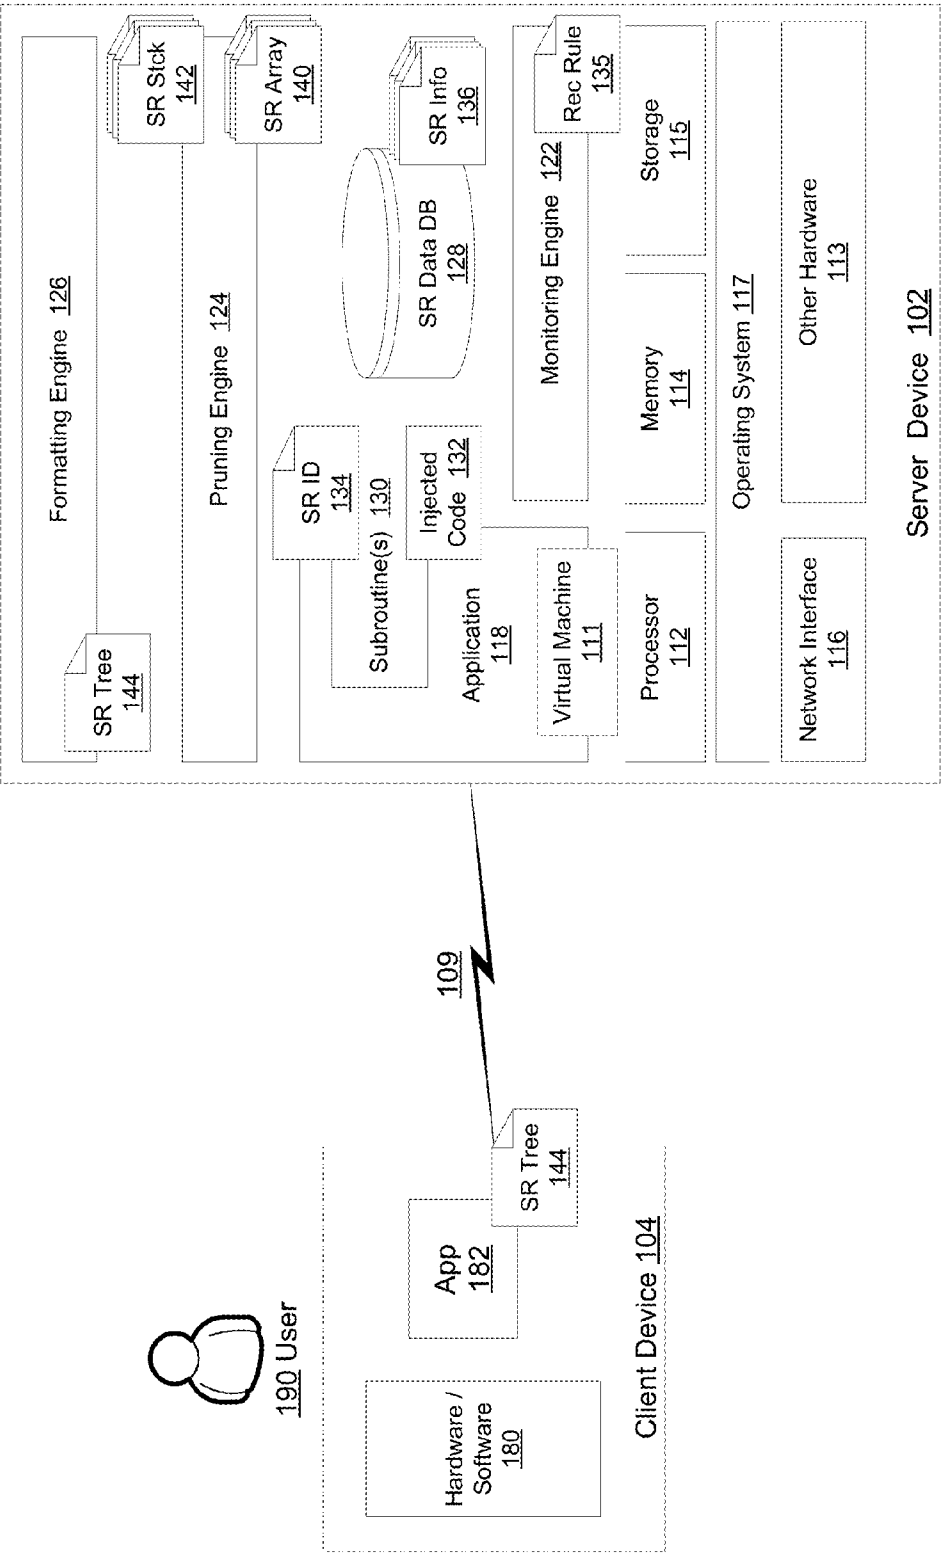 Formatting Engine 126
SR Stck
142
SR Tree
144
Pruning Engine 124
SR Array
140
SR ID
134
Subroutine(s) 130
Injected
Code 132
Application
118
Virtual Machine
111
SR Data DB
128
SR Info
136
Monitoring Engine 122
Rec Rule
135
Processor
112
Memory
114
Storage
115
Operating System 117
Network Interface
116
Other Hardware
113
Server Device 102
109
190 User
Hardware /
Software
180
App
182
SR Tree
144
Client Device 104